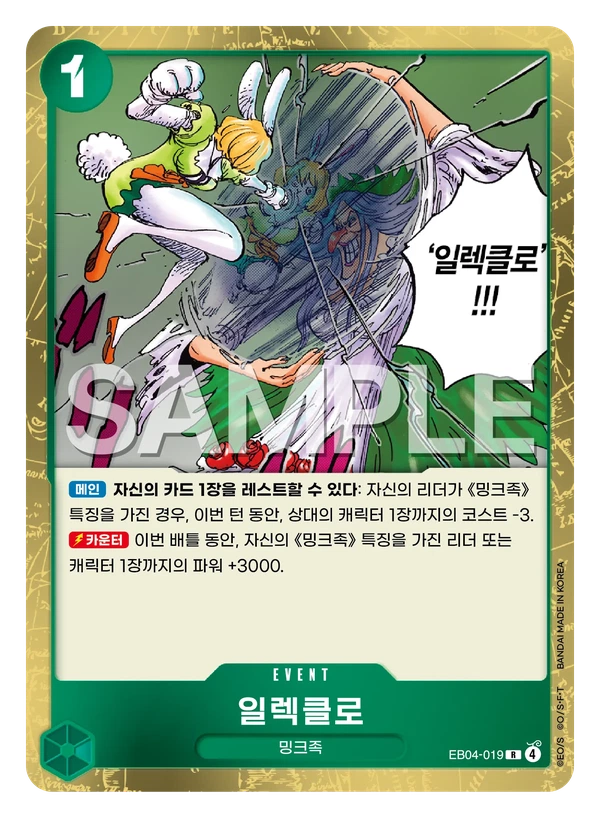 1
'일렉클로'
!!!
SAMPLE
메인 자신의 카드 1장을 레스트할 수 있다: 자신의 리더가 《밍크족》
특징을 가진 경우, 이번 턴 동안, 상대의 캐릭터 1장까지의 코스트 -3.
카운터 이번 배틀 동안, 자신의 《밍크족》 특징을 가진 리더 또는
캐릭터 1장까지의 파워 +3000.
EVENT
일렉클로
밍크족
EB04-019 R 4
©EO/S ©O/S·F·T BANDAI MADE IN KOREA